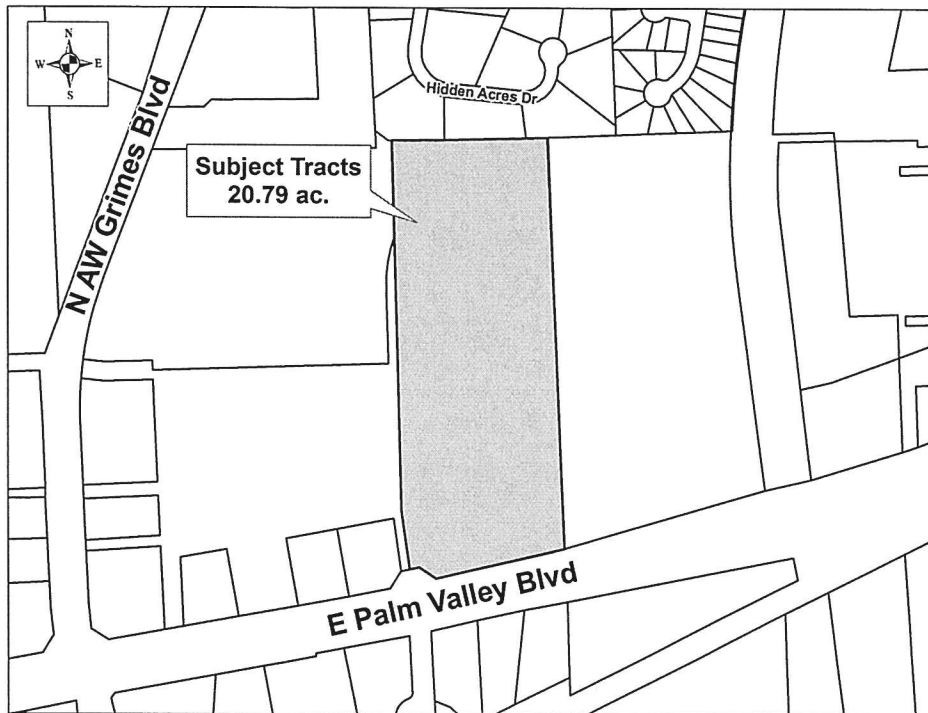 N
W E
S
N AW Grimes Blvd
Hidden Acres Dr
Subject Tracts
20.79 ac.
E Palm Valley Blvd